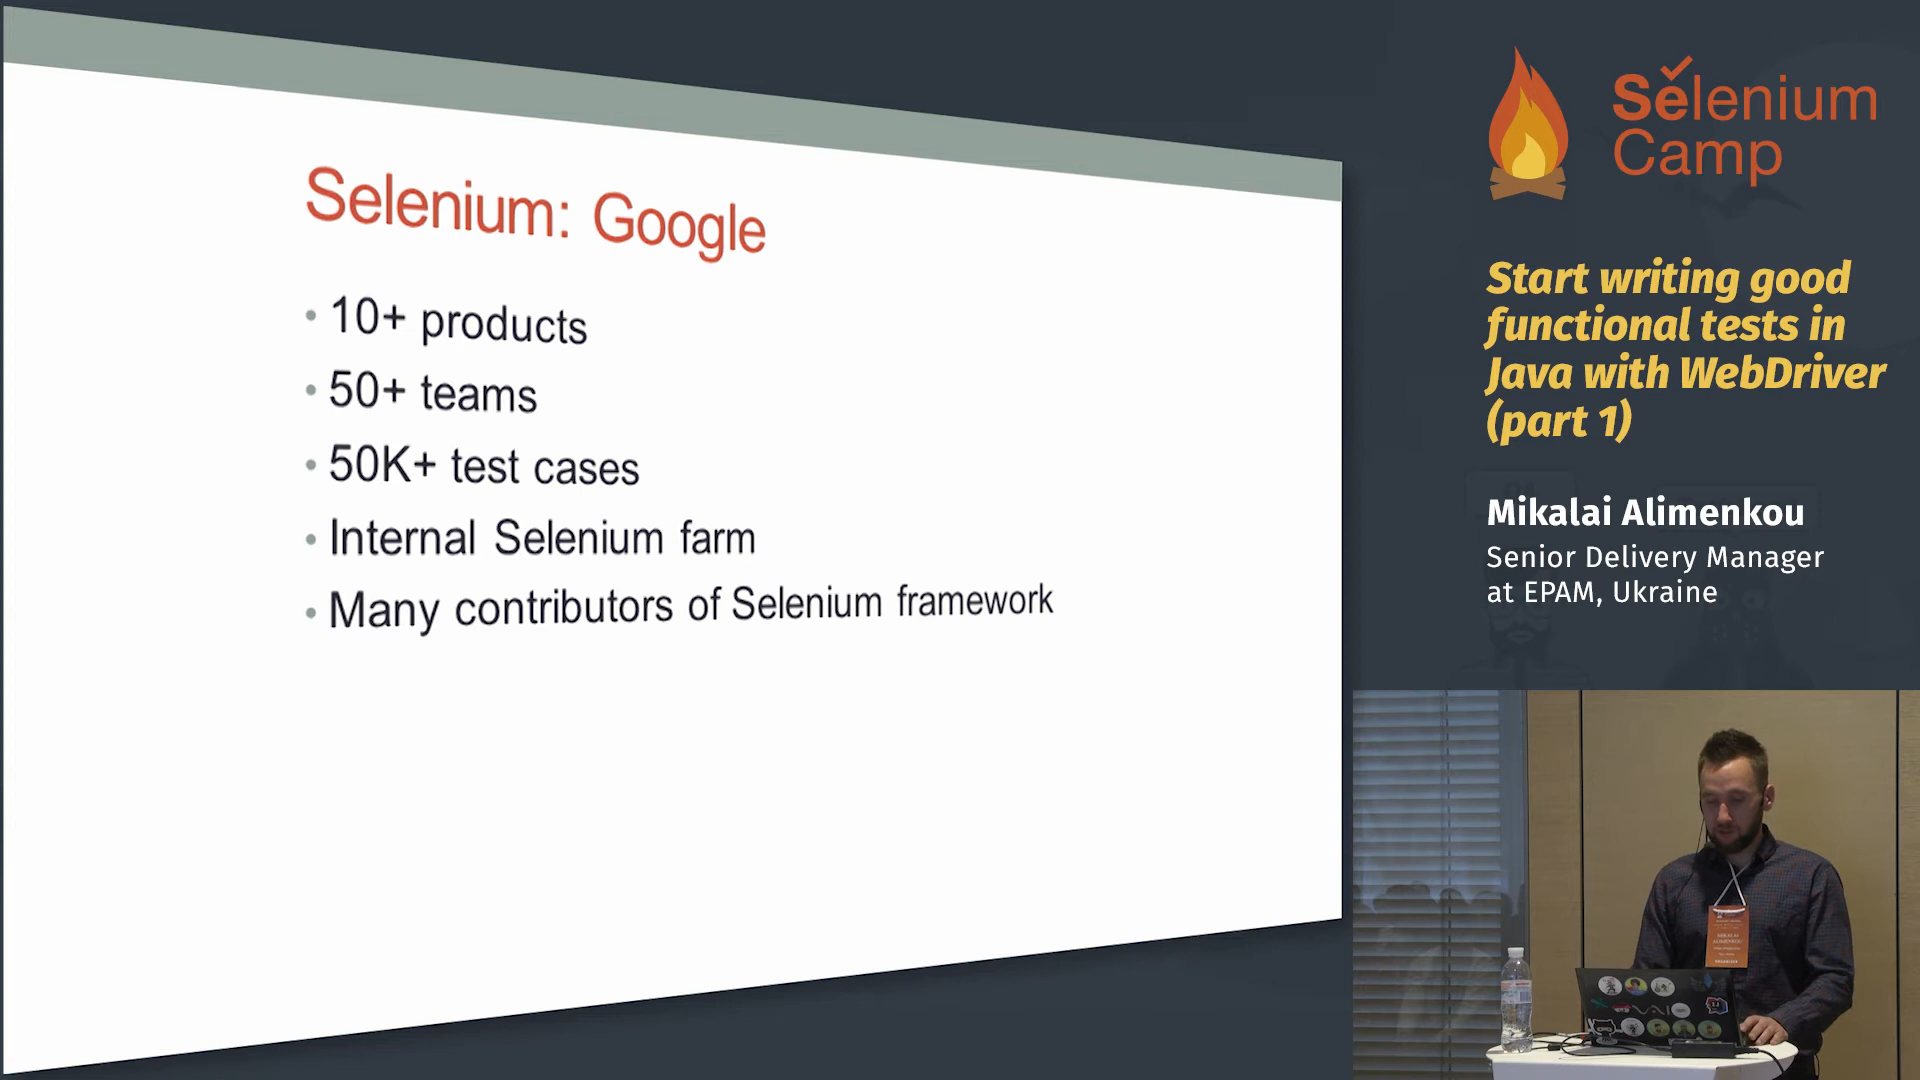 Selenium: Google
10+ products
50+ teams
50K+ test cases
Internal Selenium farm
Many contributors of Selenium framework
Selenium
Camp
Start writing good
functional tests in
Java with WebDriver
(part 1)
Mikalai Alimenkou
Senior Delivery Manager
at EPAM, Ukraine
MIKALAI
ALIMENKOU